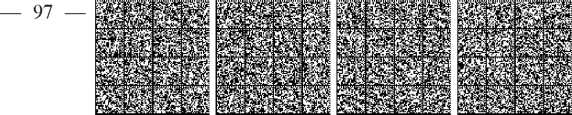 — 97 —